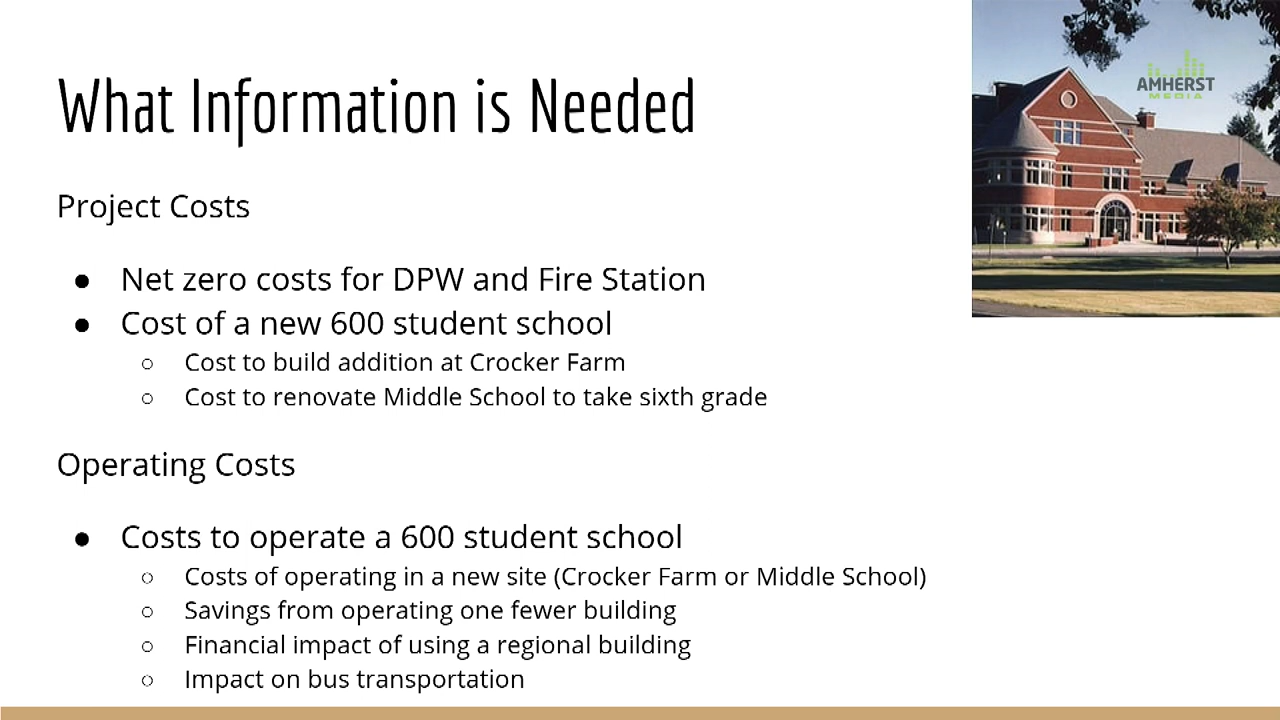 What Information is Needed
AMHERST
MEDIA
Project Costs
● Net zero costs for DPW and Fire Station
● Cost of a new 600 student school
○ Cost to build addition at Crocker Farm
○ Cost to renovate Middle School to take sixth grade
Operating Costs
● Costs to operate a 600 student school
○ Costs of operating in a new site (Crocker Farm or Middle School)
○ Savings from operating one fewer building
○ Financial impact of using a regional building
○ Impact on bus transportation